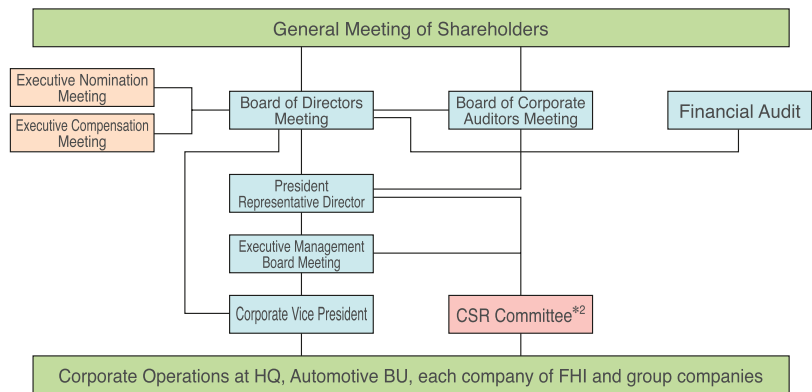 General Meeting of Shareholders
Executive Nomination
Meeting
Executive Compensation
Meeting
Board of Directors
Meeting
Board of Corporate
Auditors Meeting
Financial Audit
President
Representative Director
Executive Management
Board Meeting
Corporate Vice President
CSR Committee*2
Corporate Operations at HQ, Automotive BU, each company of FHI and group companies